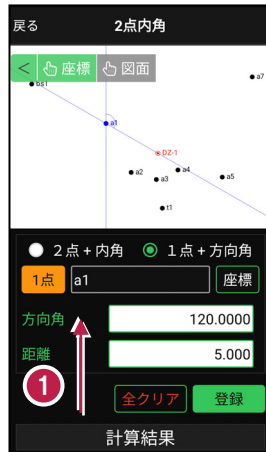 戻る 2点内角
< 座標 図面
bs1
a7
a1
DZ-1
a2 a4
a3 a5
t1
２点＋内角 １点＋方向角
1点 a1 座標
方向角 120.0000
距離 5.000
1
全クリア 登録
計算結果